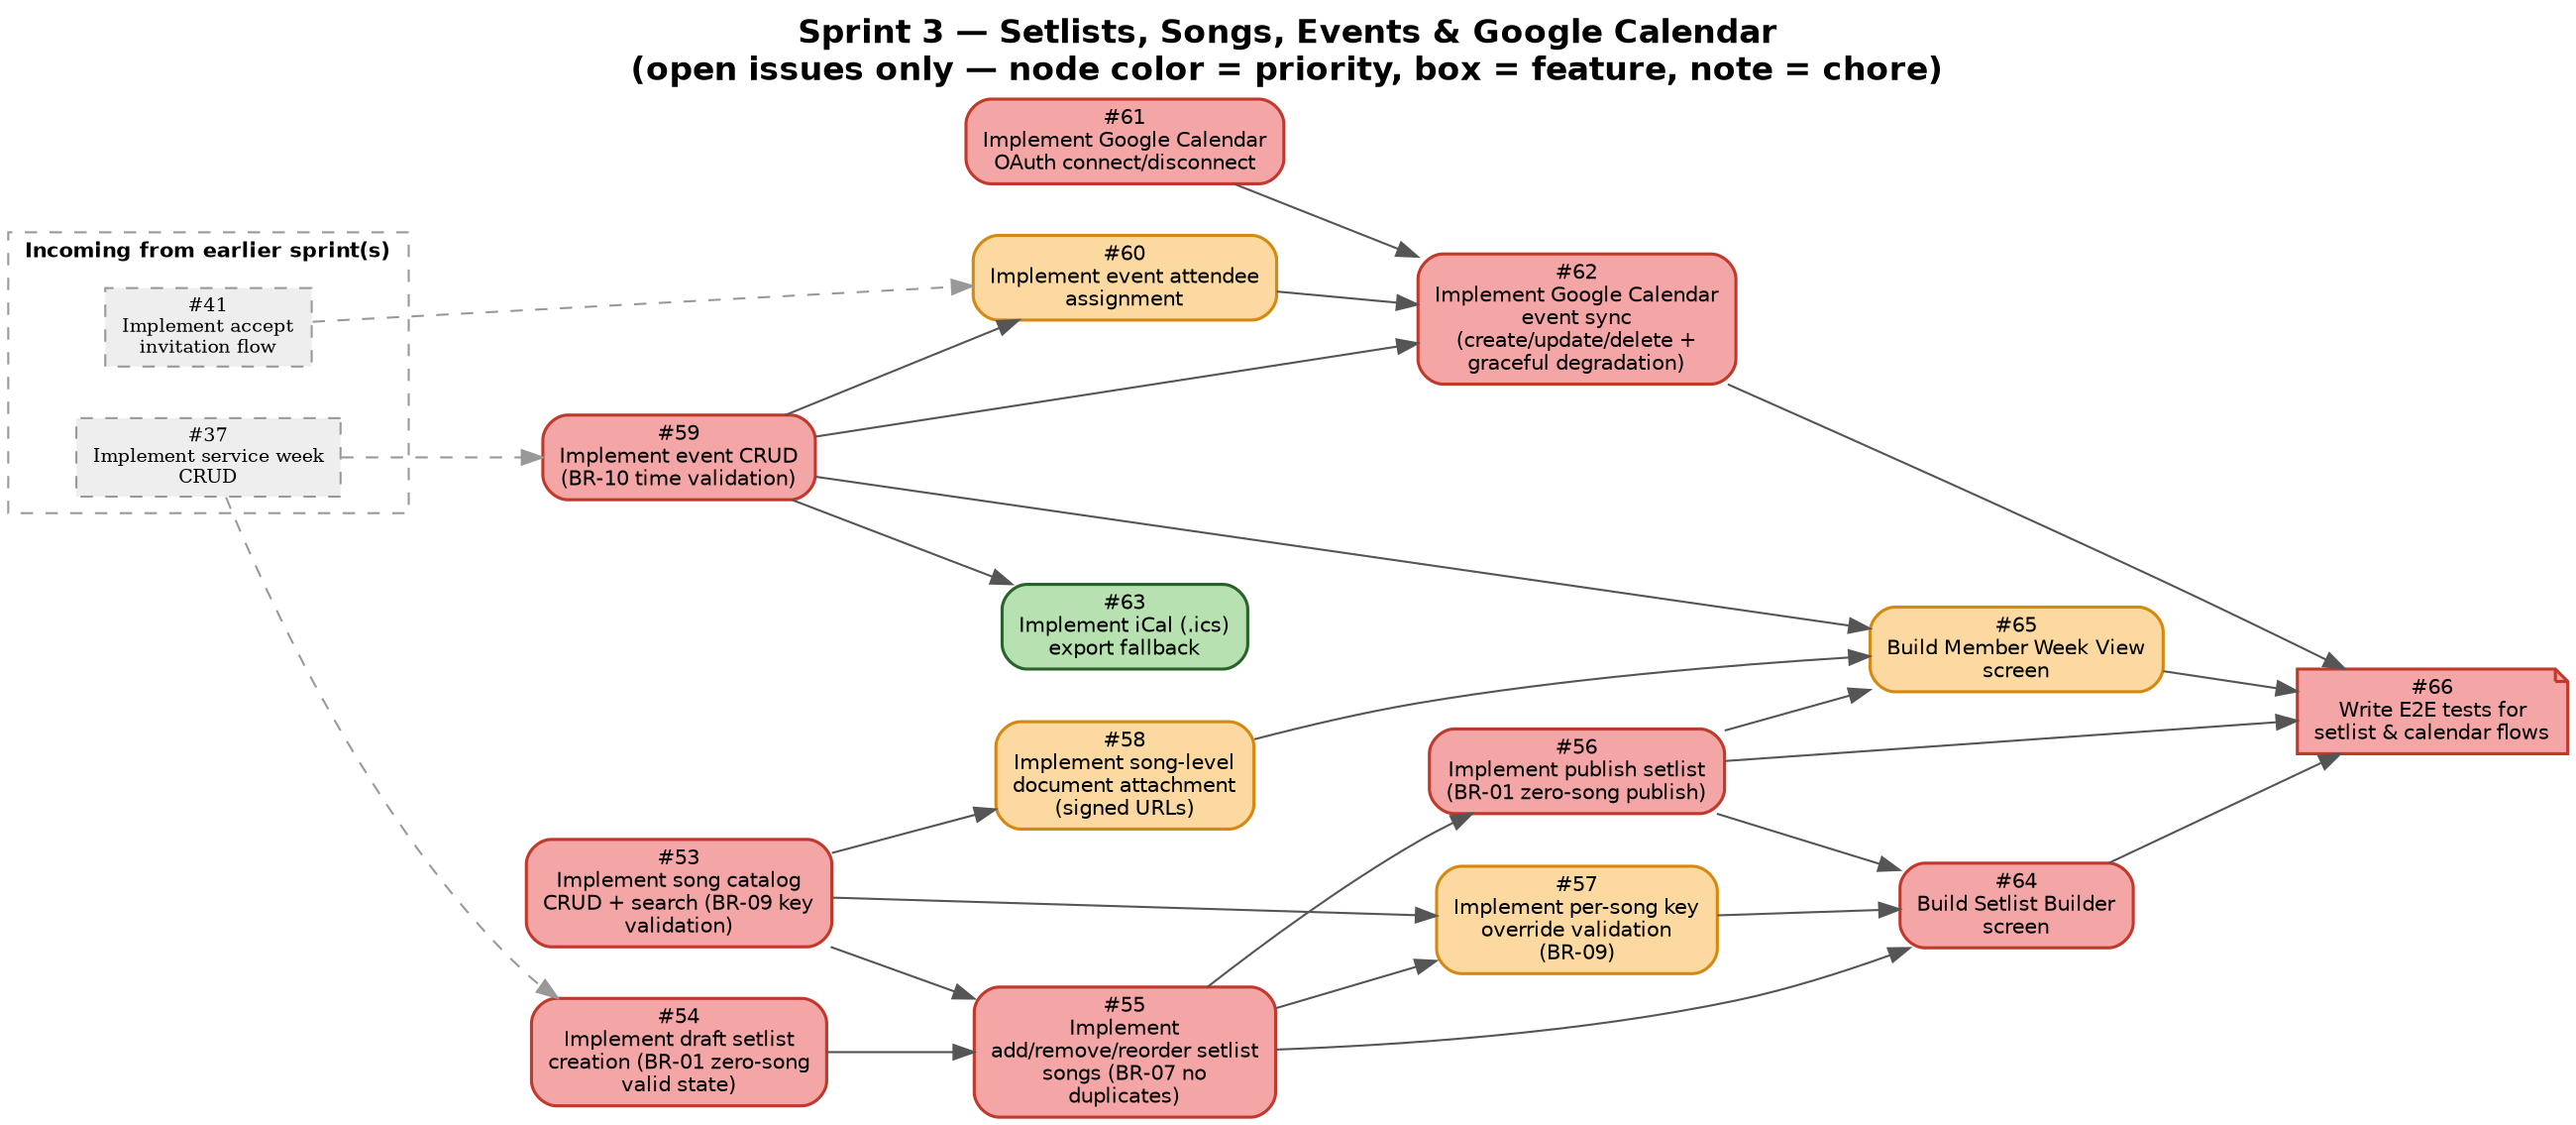 Sprint 3 — Setlists, Songs, Events & Google Calendar
(open issues only — node color = priority, box = feature, note = chore)
Incoming from earlier sprint(s)
#41
Implement accept
invitation flow
#37
Implement service week
CRUD
#61
Implement Google Calendar
OAuth connect/disconnect
#60
Implement event attendee
assignment
#62
Implement Google Calendar
event sync
(create/update/delete +
graceful degradation)
#59
Implement event CRUD
(BR-10 time validation)
#63
Implement iCal (.ics)
export fallback
#65
Build Member Week View
screen
#66
Write E2E tests for
setlist & calendar flows
#58
Implement song-level
document attachment
(signed URLs)
#56
Implement publish setlist
(BR-01 zero-song publish)
#53
Implement song catalog
CRUD + search (BR-09 key
validation)
#57
Implement per-song key
override validation
(BR-09)
#64
Build Setlist Builder
screen
#54
Implement draft setlist
creation (BR-01 zero-song
valid state)
#55
Implement
add/remove/reorder setlist
songs (BR-07 no
duplicates)